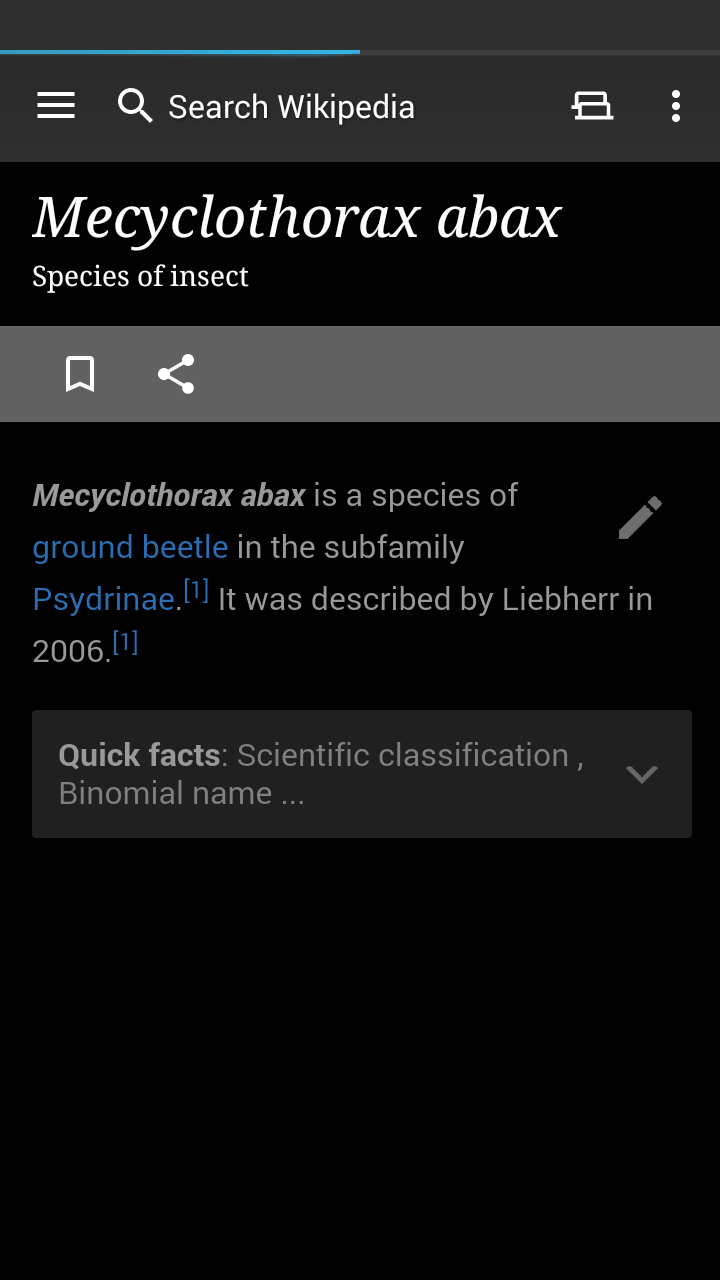 Search Wikipedia
Mecyclothorax abax
Species of insect
Mecyclothorax abax is a species of
ground beetle in the subfamily
Psydrinae.[1] It was described by Liebherr in
2006.[1]
Quick facts: Scientific classification ,
Binomial name ...